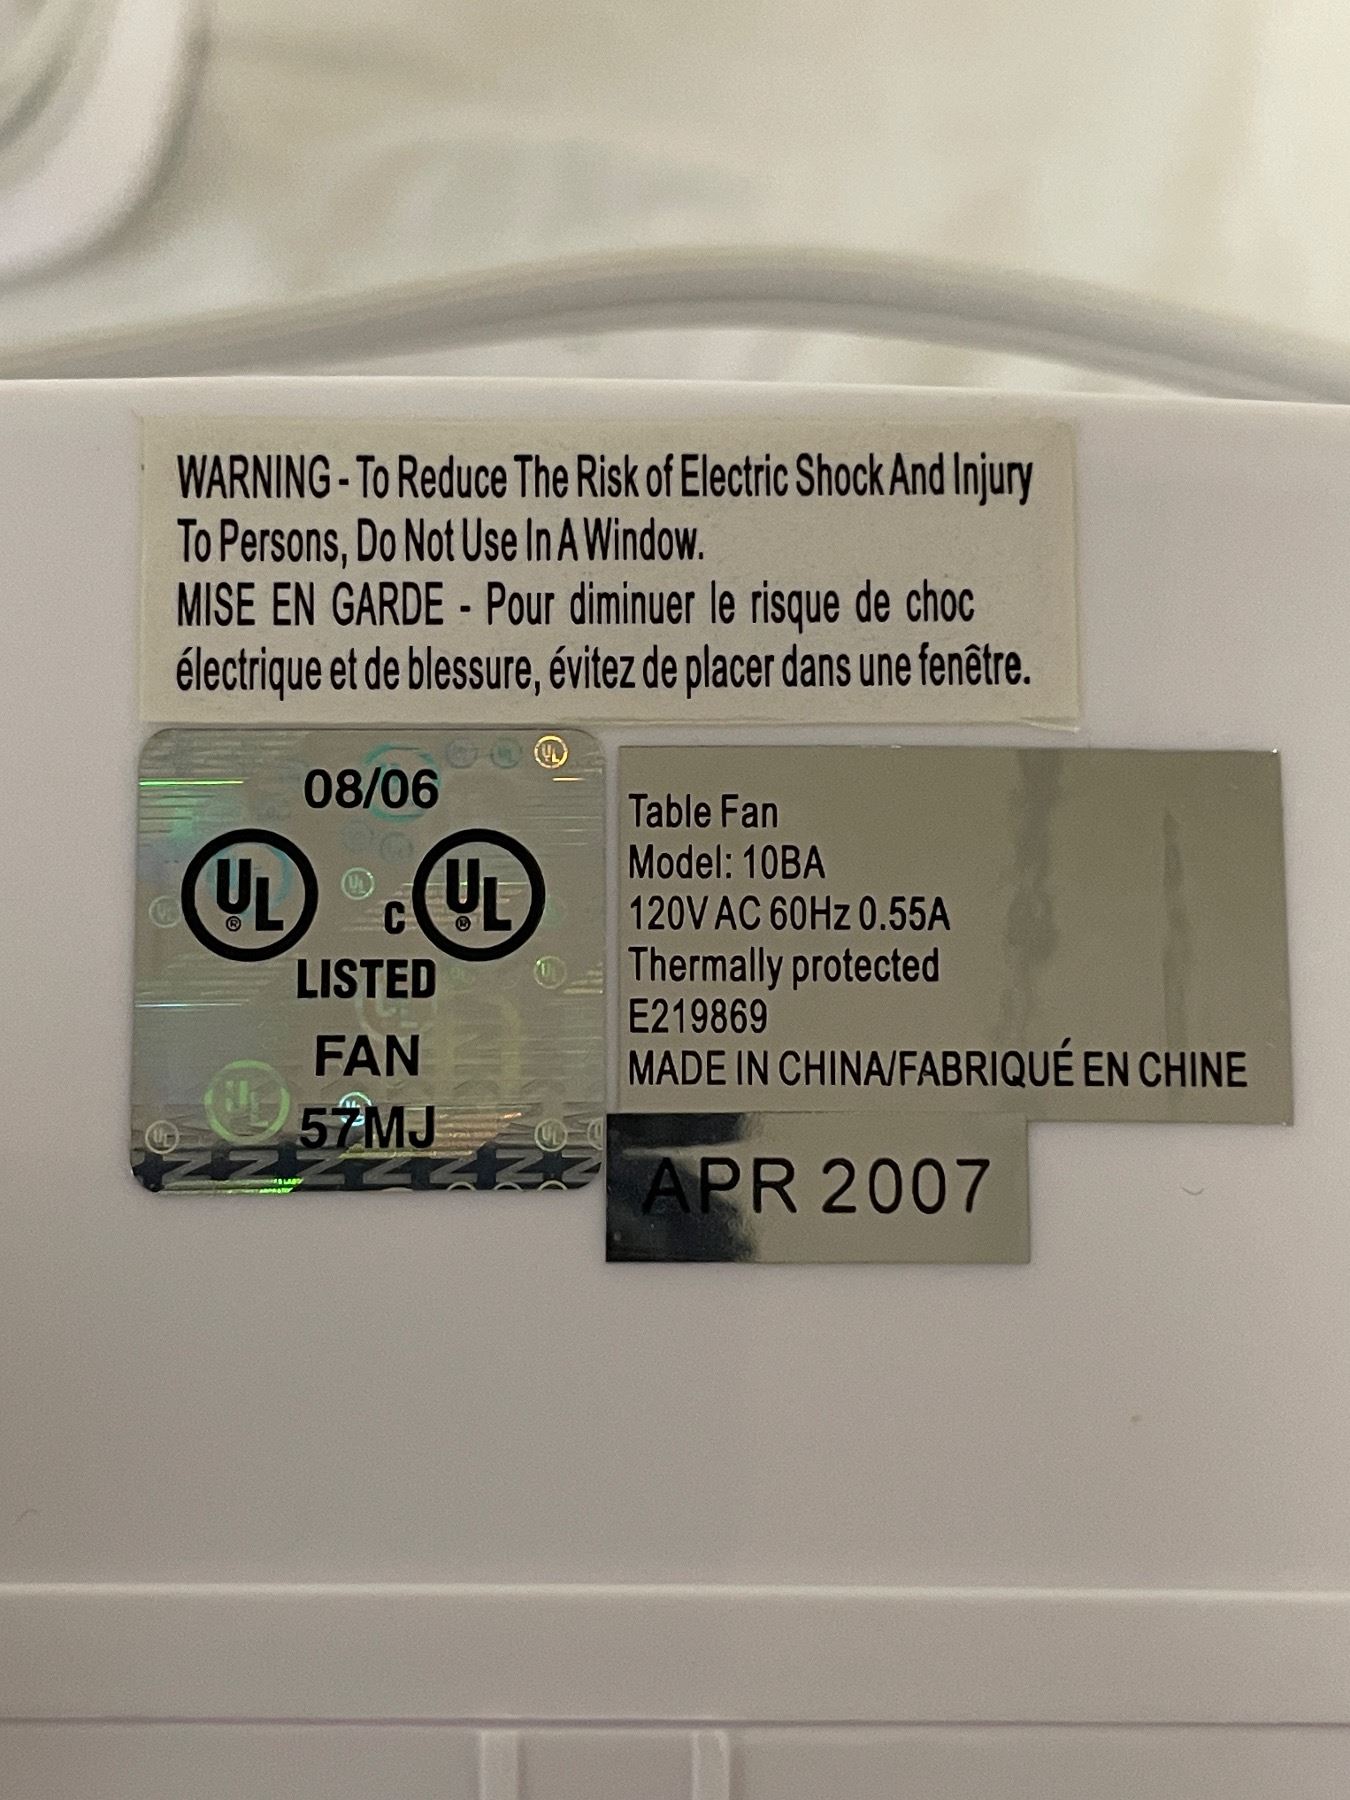 WARNING - To Reduce The Risk of Electric Shock And Injury
To Persons, Do Not Use In A Window.
MISE EN GARDE - Pour diminuer le risque de choc
électrique et de blessure, évitez de placer dans une fenêtre.
08/06
UL® c UL®
LISTED
FAN
57MJ
Table Fan
Model: 10BA
120V AC 60Hz 0.55A
Thermally protected
E219869
MADE IN CHINA/FABRIQUÉ EN CHINE
APR 2007